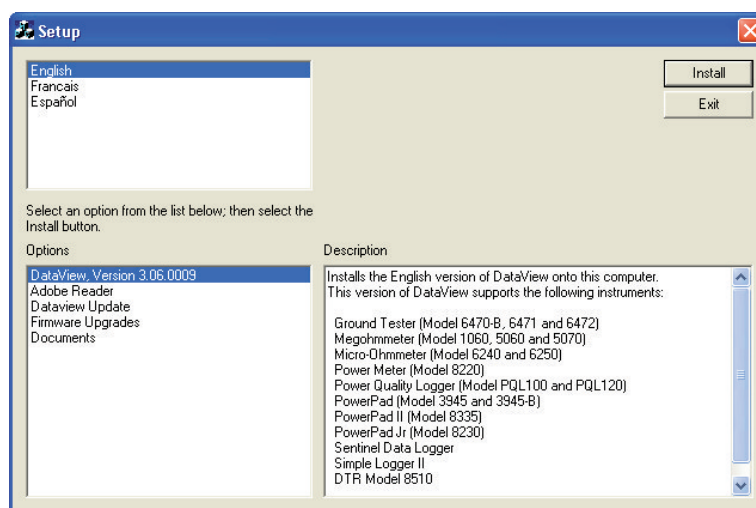 Setup
English
Francais
Español
Install
Exit
Select an option from the list below; then select the
Install button.
Options
DataView, Version 3.06.0009
Adobe Reader
Dataview Update
Firmware Upgrades
Documents
Description
Installs the English version of DataView onto this computer.
This version of DataView supports the following instruments:
Ground Tester (Model 6470-B, 6471 and 6472)
Megohmmeter (Model 1060, 5060 and 5070)
Micro-Ohmmeter (Model 6240 and 6250)
Power Meter (Model 8220)
Power Quality Logger (Model PQL100 and PQL120)
PowerPad (Model 3945 and 3945-B)
PowerPad II (Model 8335)
PowerPad Jr (Model 8230)
Sentinel Data Logger
Simple Logger II
DTR Model 8510